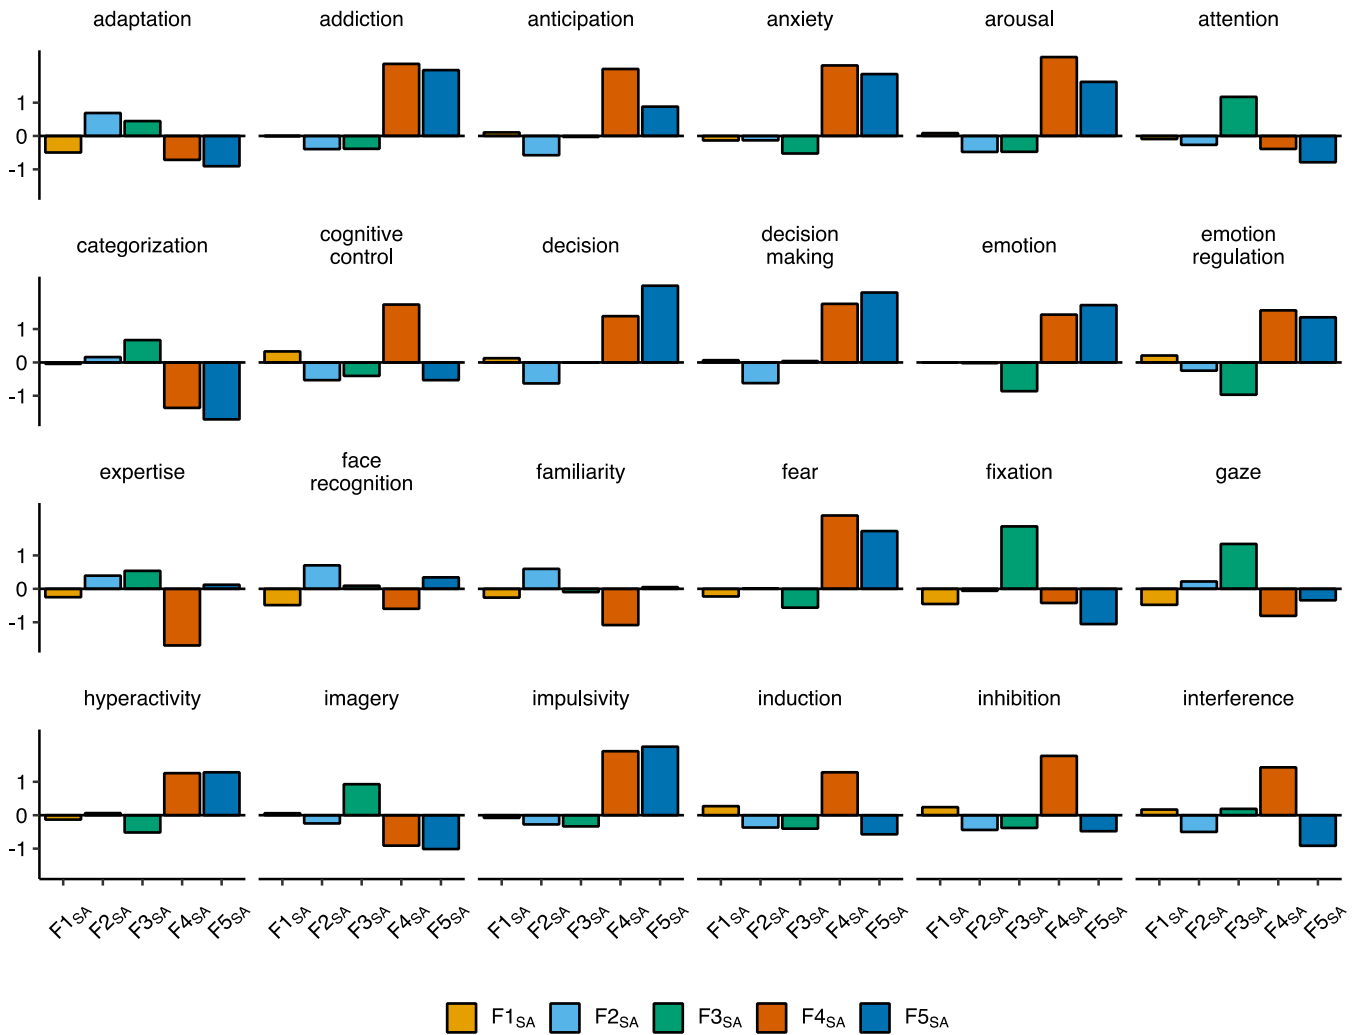 adaptation addiction anticipation anxiety arousal attention
1
0
-1
categorization cognitive control decision decision making emotion emotion regulation
1
0
-1
expertise face recognition familiarity fear fixation gaze
1
0
-1
hyperactivity imagery impulsivity induction inhibition interference
1
0
-1
F1SA F2SA F3SA F4SA F5SA F1SA F2SA F3SA F4SA F5SA F1SA F2SA F3SA F4SA F5SA F1SA F2SA F3SA F4SA F5SA F1SA F2SA F3SA F4SA F5SA F1SA F2SA F3SA F4SA F5SA
F1SA F2SA F3SA F4SA F5SA